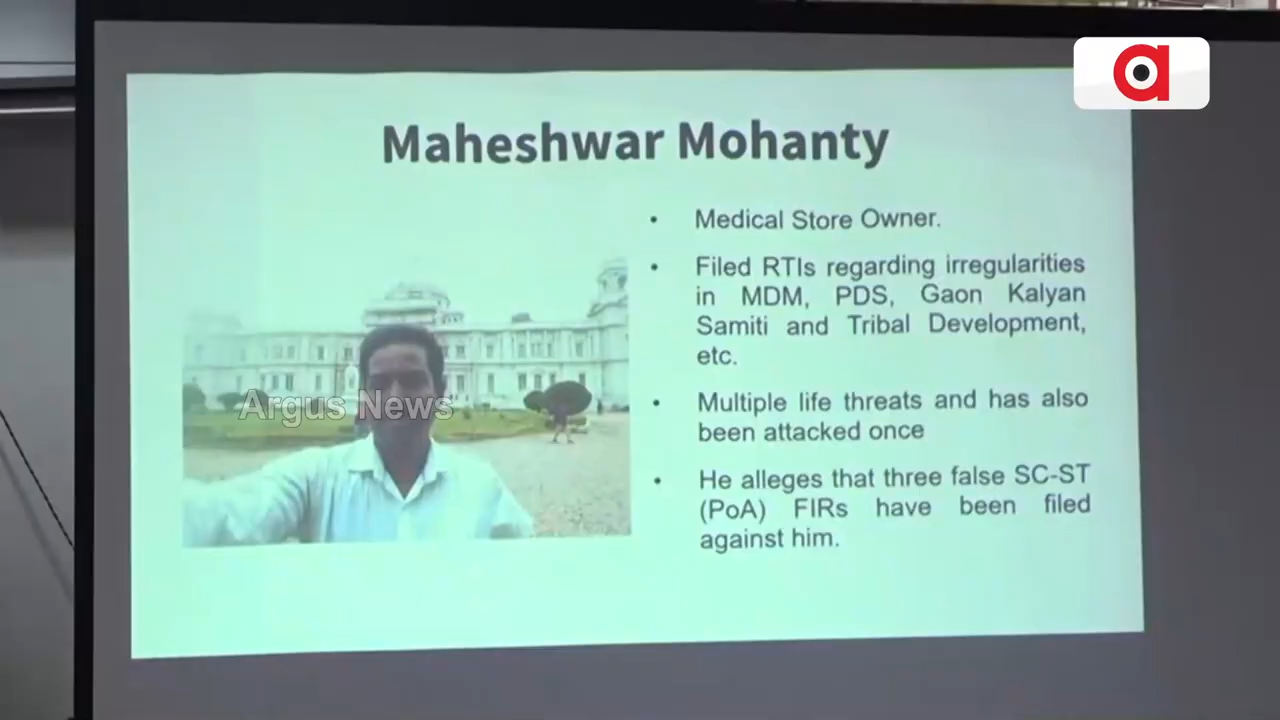 Maheshwar Mohanty
• Medical Store Owner.
• Filed RTIs regarding irregularities
in MDM, PDS, Gaon Kalyan
Samiti and Tribal Development,
etc.
• Multiple life threats and has also
been attacked once
• He alleges that three false SC-ST
(PoA) FIRs have been filed
against him.
Argus News
a